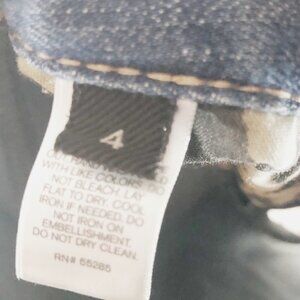 4
WITH LIKE COLORS. DO
NOT BLEACH. LAY
FLAT TO DRY. COOL
IRON IF NEEDED. DO
NOT IRON ON
EMBELLISHMENT.
DO NOT DRY CLEAN.
RN# 55285